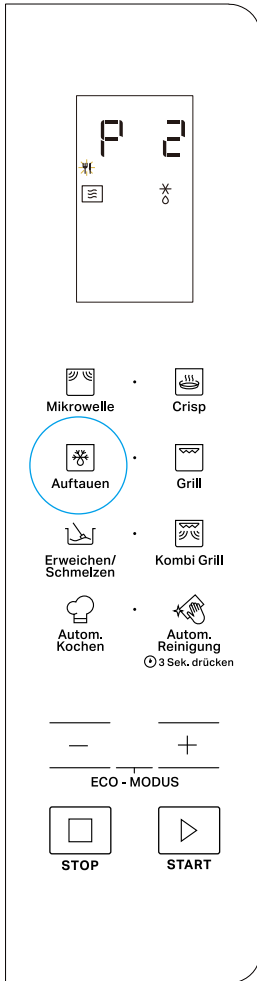 P 2
Mikrowelle
Crisp
Auftauen
Grill
Erweichen/
Schmelzen
Kombi Grill
Autom.
Kochen
Autom.
Reinigung
3 Sek. drücken
ECO - MODUS
STOP
START